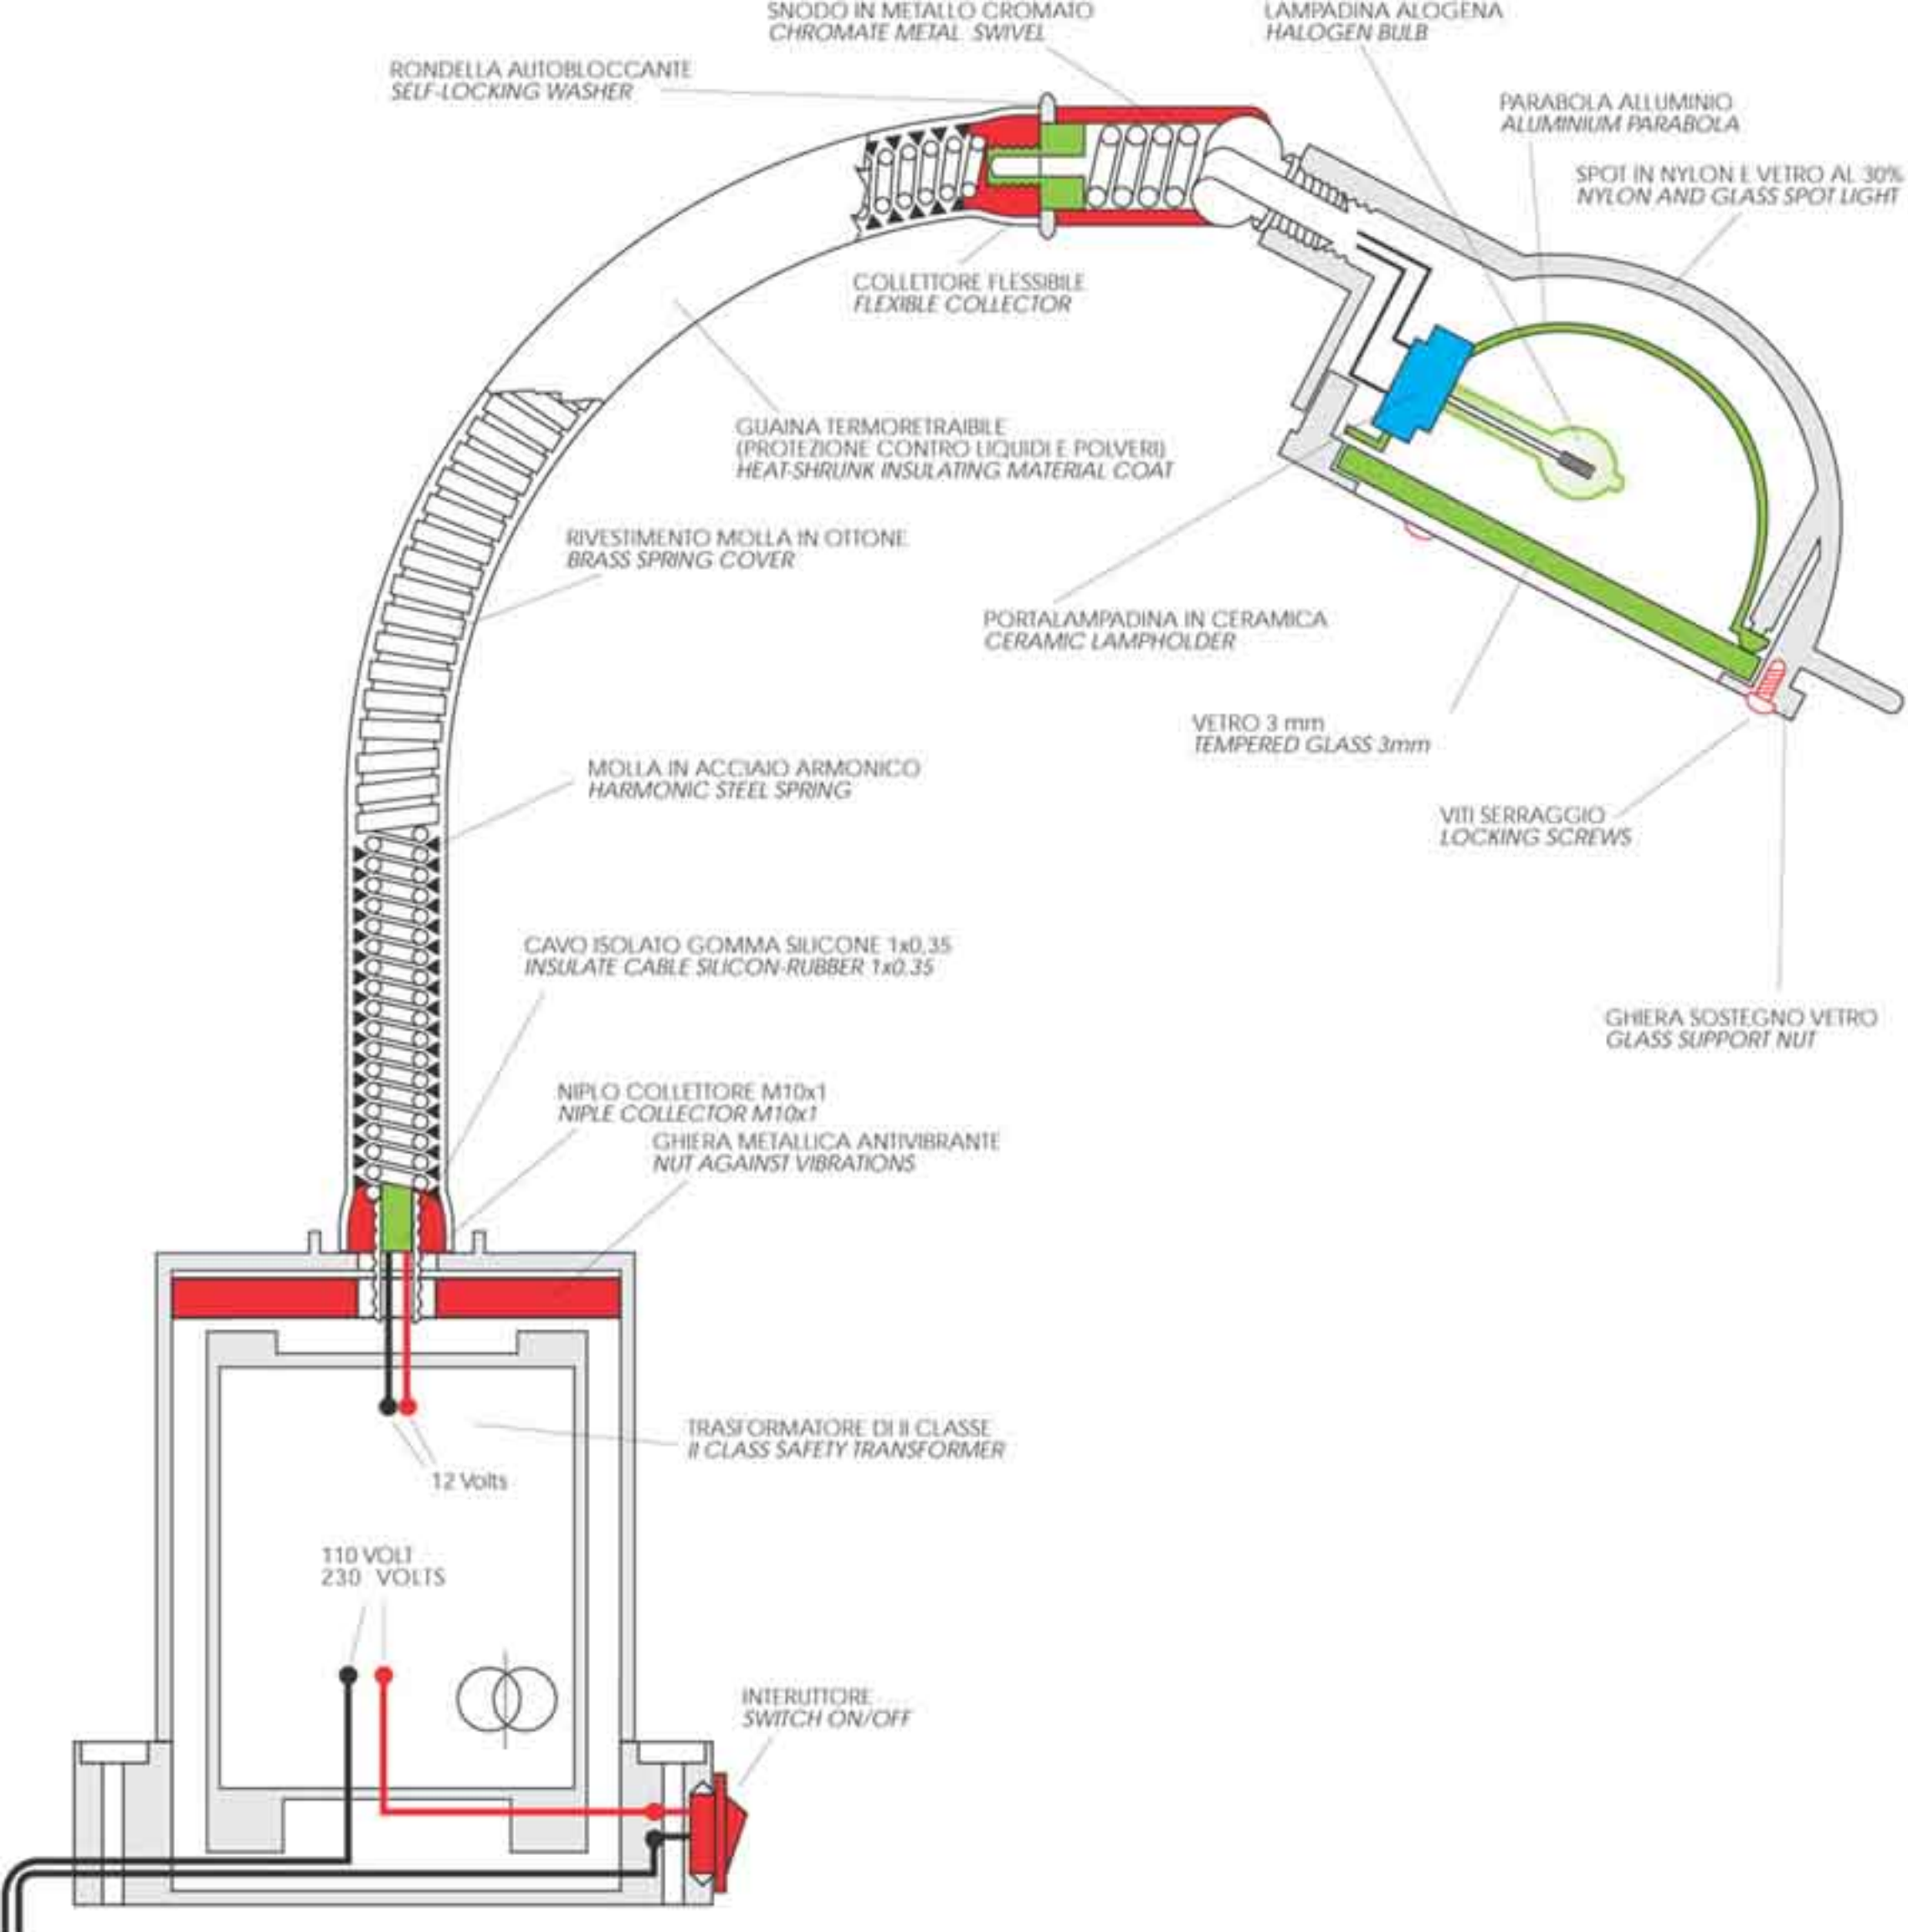 SNODO IN METALLO CROMATO
CHROMATE METAL SWIVEL
LAMPADINA ALOGENA
HALOGEN BULB
RONDELLA AUTOBLOCCANTE
SELF-LOCKING WASHER
PARABOLA ALLUMINIO
ALUMINIUM PARABOLA
SPOT IN NYLON E VETRO AL 30%
NYLON AND GLASS SPOT LIGHT
COLLETTORE FLESSIBILE
FLEXIBLE COLLECTOR
GUAINA TERMORETRAIBILE
(PROTEZIONE CONTRO LIQUIDI E POLVERI)
HEAT-SHRUNK INSULATING MATERIAL COAT
RIVESTIMENTO MOLLA IN OTTONE
BRASS SPRING COVER
PORTALAMPADINA IN CERAMICA
CERAMIC LAMPHOLDER
VETRO 3 mm
TEMPERED GLASS 3mm
MOLLA IN ACCIAIO ARMONICO
HARMONIC STEEL SPRING
VITI SERRAGGIO
LOCKING SCREWS
CAVO ISOLATO GOMMA SILICONE 1x0,35
INSULATE CABLE SILICON-RUBBER 1x0.35
GHIERA SOSTEGNO VETRO
GLASS SUPPORT NUT
NIPLO COLLETTORE M10x1
NIPLE COLLECTOR M10x1
GHIERA METALLICA ANTIVIBRANTE
NUT AGAINST VIBRATIONS
TRASFORMATORE DI II CLASSE
II CLASS SAFETY TRANSFORMER
12 Volts
110 VOLT
230 VOLTS
INTERUTTORE
SWITCH ON/OFF